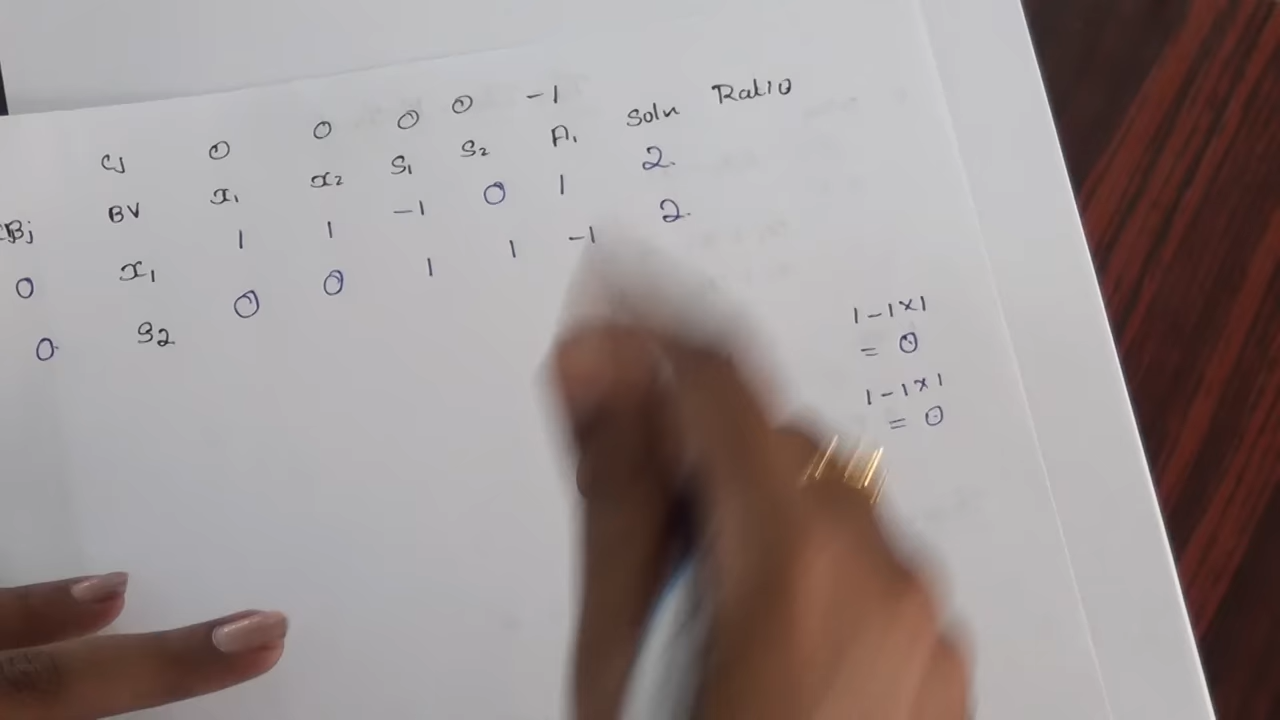 Cj 0 0 0 0 -1
CBj BV x₁ x₂ S₁ S₂ A₁ Soln Ratio
0 x₁ 1 1 -1 0 1 2
0 S₂ 0 0 1 1 -1 2
1-1×1
= 0
1-1×1
= 0